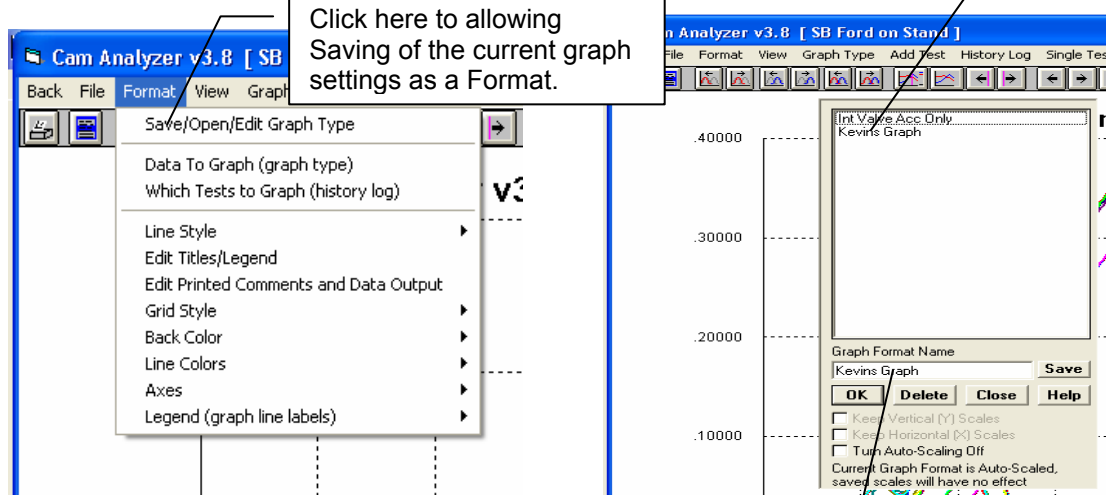 Click here to allowing
Saving of the current graph
settings as a Format.
Cam Analyzer v3.8 [ SB
Back File Format View Graph
Save/Open/Edit Graph Type
Data To Graph (graph type)
Which Tests to Graph (history log)
Line Style
Edit Titles/Legend
Edit Printed Comments and Data Output
Grid Style
Back Color
Line Colors
Axes
Legend (graph line labels)
v3
Analyzer v3.8 [ SB Ford on Stand ]
File Format View Graph Type Add Test History Log Single Tes
Int Valve Acc Only
Kevins Graph
.40000
.30000
.20000
.10000
Graph Format Name
Kevins Graph Save
OK Delete Close Help
Keep Vertical (Y) Scales
Keep Horizontal (X) Scales
Turn Auto-Scaling Off
Current Graph Format is Auto-Scaled,
saved scales will have no effect